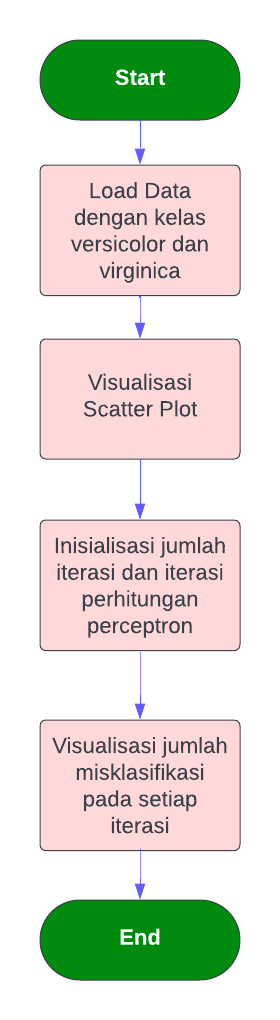 Start
Load Data
dengan kelas
versicolor dan
virginica
Visualisasi
Scatter Plot
Inisialisasi jumlah
iterasi dan iterasi
perhitungan
perceptron
Visualisasi jumlah
misklasifikasi
pada setiap
iterasi
End